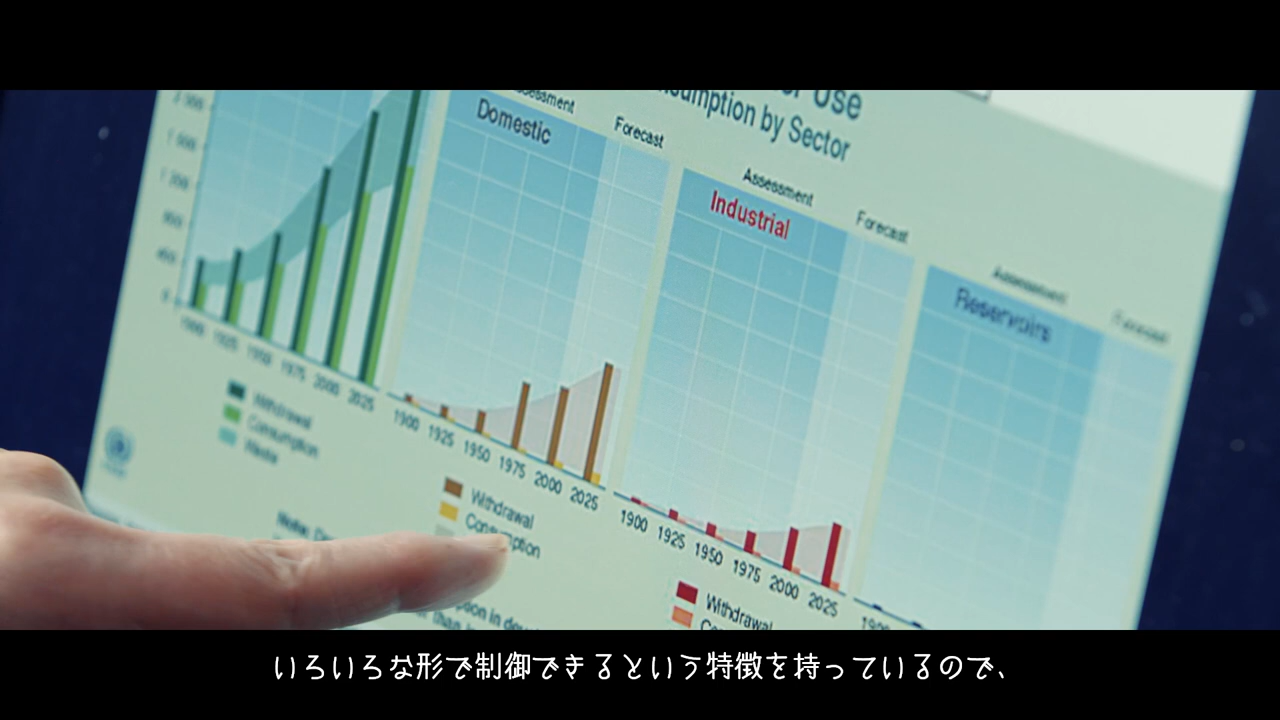 Use
Consumption by Sector
Assessment
Forecast
Domestic
Assessment
Forecast
Industrial
Assessment
Forecast
Reservoirs
0
1900 1925 1950 1975 2000 2025
Withdrawal
Consumption
Waste
1900 1925 1950 1975 2000 2025
Withdrawal
Consumption
1900 1925 1950 1975 2000 2025
Withdrawal
いろいろな形で制御できるという特徴を持っているので、